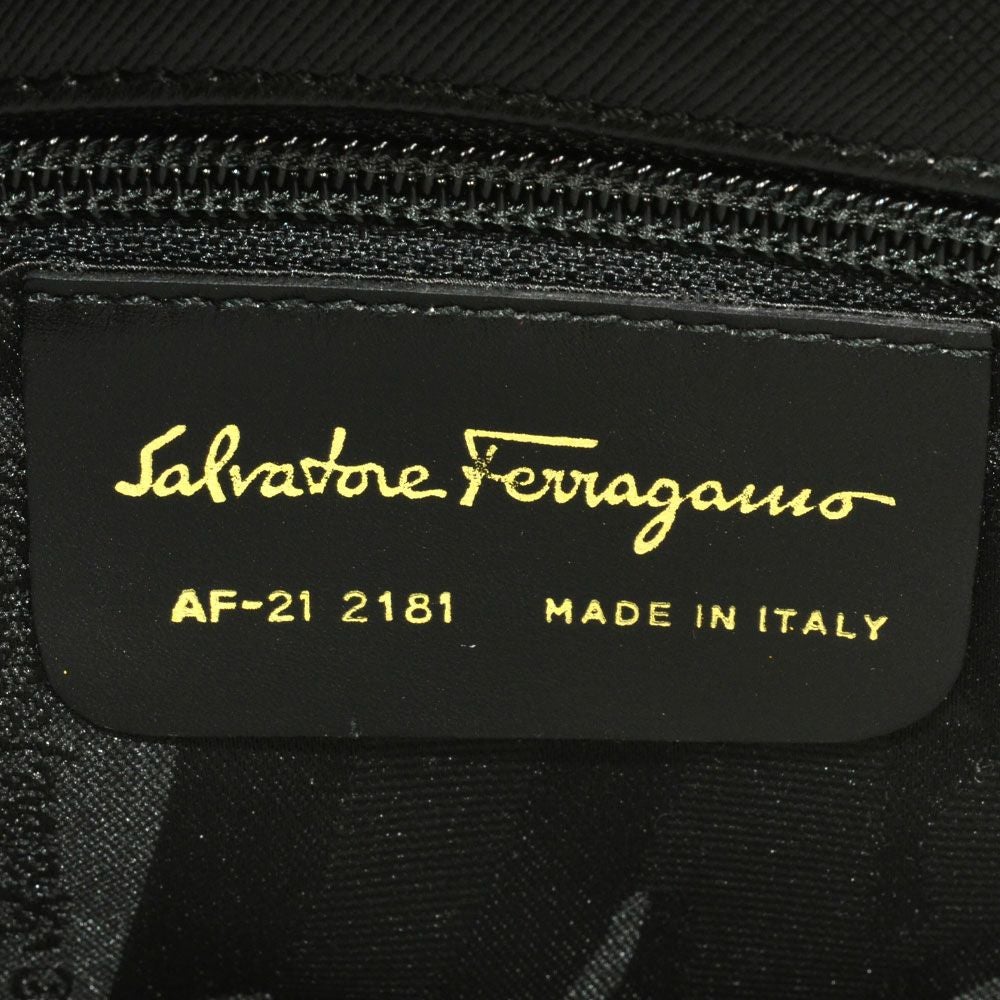 Salvatore Ferragamo
AF-21 2181 MADE IN ITALY